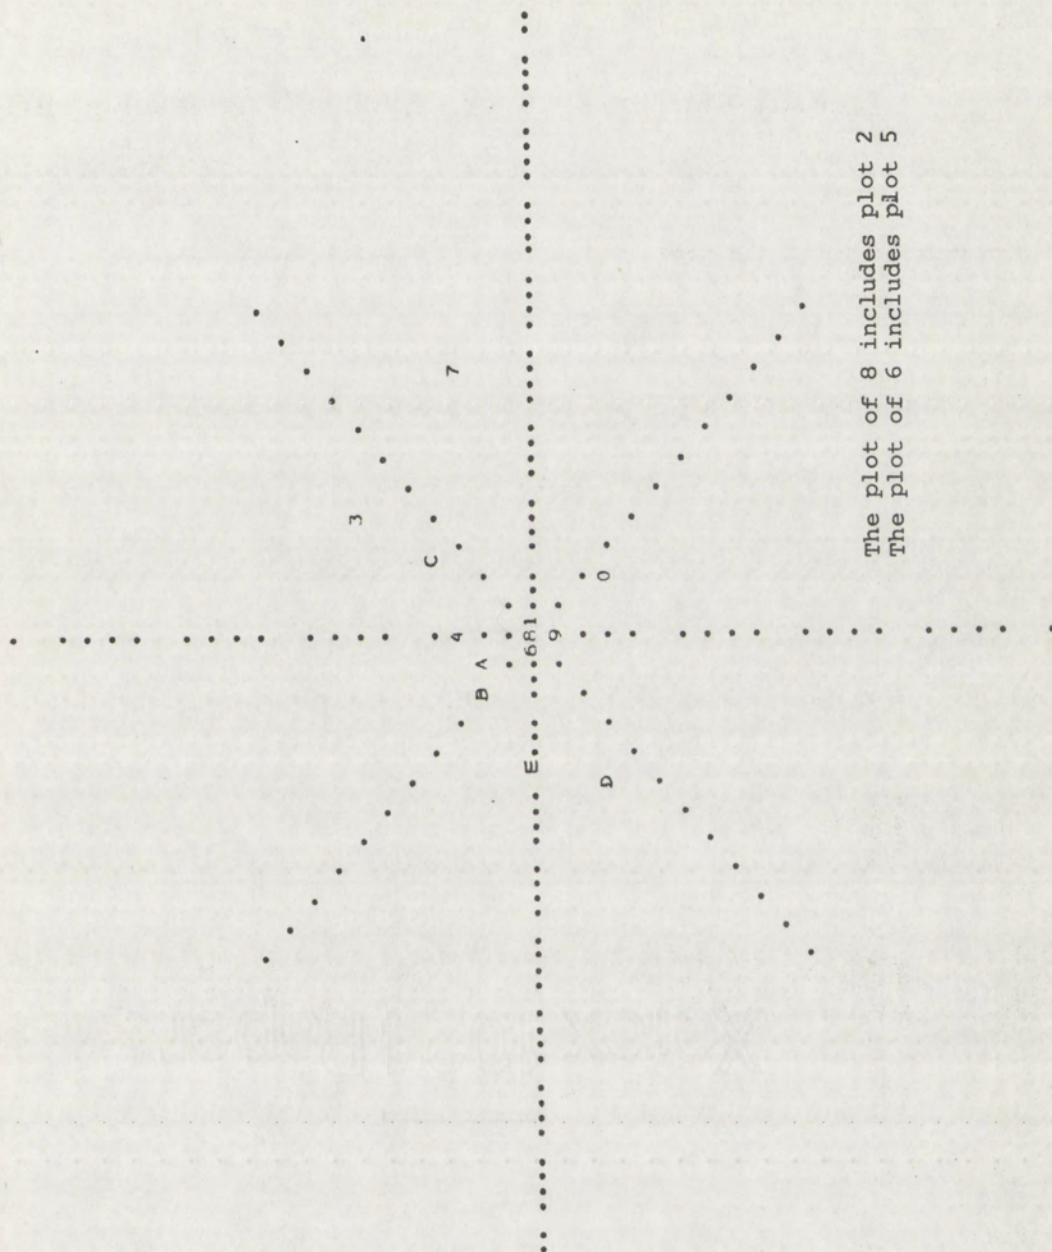 3
C
4 7
B A
E 681
9
D 0
The plot of 8 includes plot 2
The plot of 6 includes plot 5